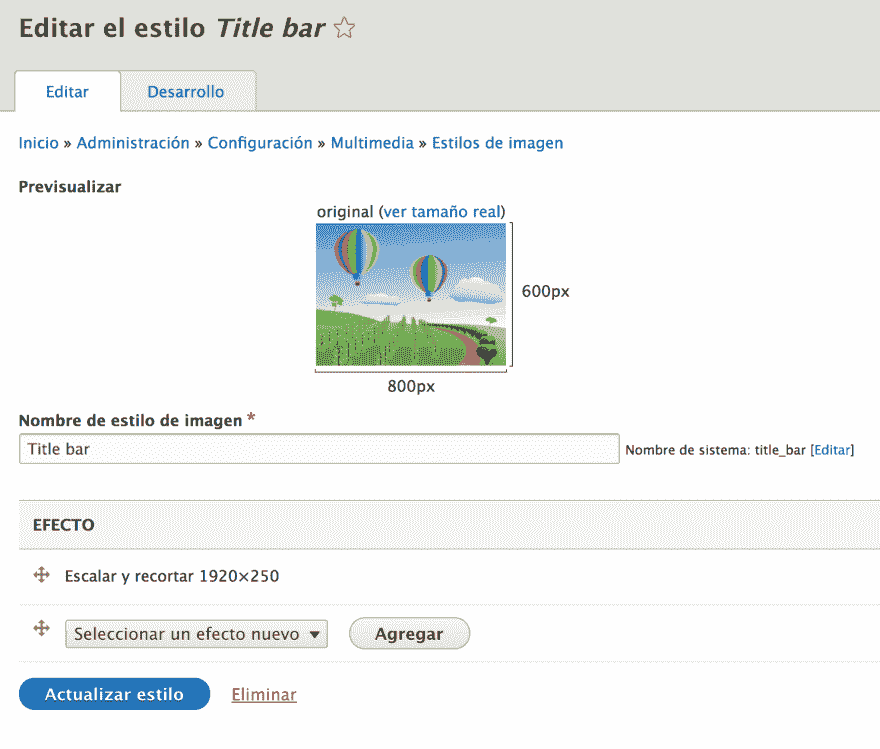 Editar el estilo Title bar
Editar Desarrollo
Inicio » Administración » Configuración » Multimedia » Estilos de imagen
Previsualizar
original (ver tamaño real)
600px
800px
Nombre de estilo de imagen *
Title bar Nombre de sistema: title_bar [Editar]
EFECTO
Escalar y recortar 1920×250
Seleccionar un efecto nuevo Agregar
Actualizar estilo Eliminar